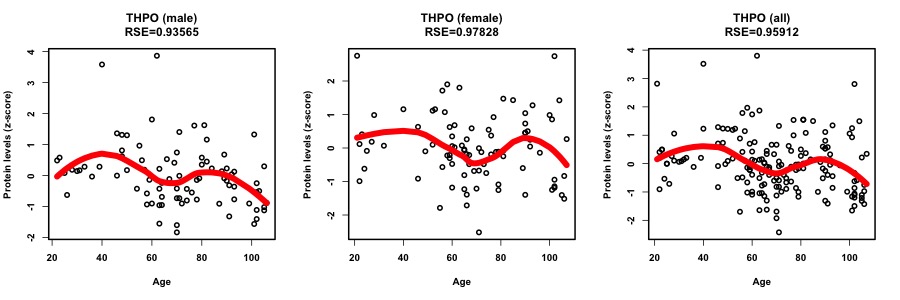 THPO (male)
RSE=0.93565
Protein levels (z-score)
4
3
2
1
0
-1
-2
20 40 60 80 100
Age
THPO (female)
RSE=0.97828
Protein levels (z-score)
2
1
0
-1
-2
20 40 60 80 100
Age
THPO (all)
RSE=0.95912
Protein levels (z-score)
4
3
2
1
0
-1
-2
20 40 60 80 100
Age